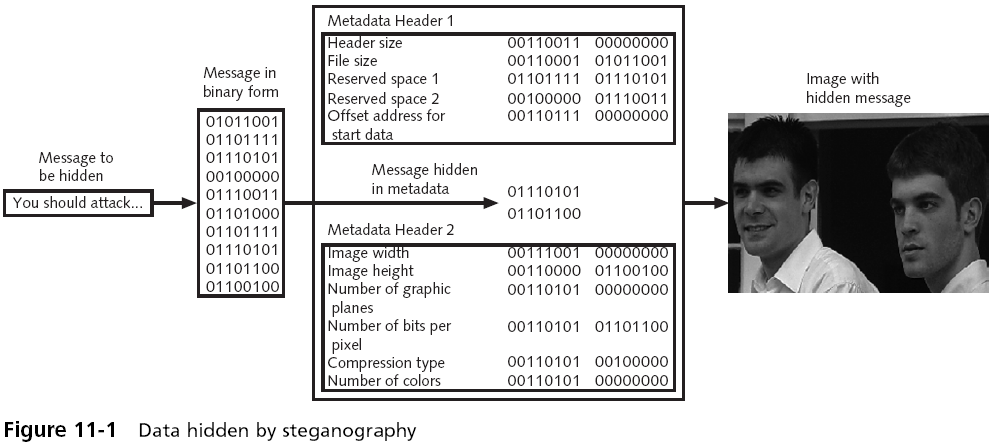 Metadata Header 1
Header size 00110011 00000000
File size 00110001 01011001
Reserved space 1 01101111 01110101
Reserved space 2 00100000 01110011
Offset address for 00110111 00000000
start data
Message in
binary form
01011001
01101111
01110101
00100000
01110011
01101000
01101111
01110101
01101100
01100100
Message to
be hidden
You should attack...
Message hidden
in metadata
01110101
01101100
Metadata Header 2
Image width 00111001 00000000
Image height 00110000 01100100
Number of graphic 00110101 00000000
planes
Number of bits per 00110101 01101100
pixel
Compression type 00110101 00100000
Number of colors 00110101 00000000
Image with
hidden message
Figure 11-1 Data hidden by steganography